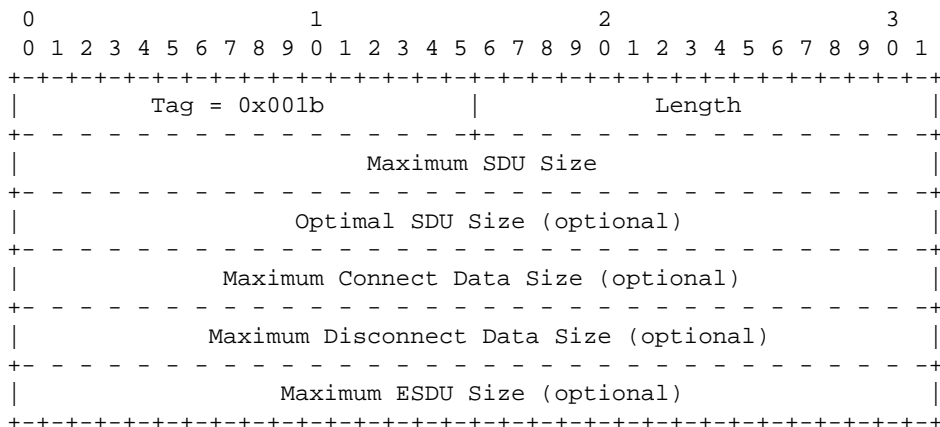 0                   1                   2                   3
 0 1 2 3 4 5 6 7 8 9 0 1 2 3 4 5 6 7 8 9 0 1 2 3 4 5 6 7 8 9 0 1
+-+-+-+-+-+-+-+-+-+-+-+-+-+-+-+-+-+-+-+-+-+-+-+-+-+-+-+-+-+-+-+-+
|         Tag = 0x001b          |            Length             |
+- - - - - - - - - - - - - - - -+- - - - - - - - - - - - - - - -+
|                        Maximum SDU Size                       |
+- - - - - - - - - - - - - - - - - - - - - - - - - - - - - - - -+
|                   Optimal SDU Size (optional)                 |
+- - - - - - - - - - - - - - - - - - - - - - - - - - - - - - - -+
|              Maximum Connect Data Size (optional)             |
+- - - - - - - - - - - - - - - - - - - - - - - - - - - - - - - -+
|             Maximum Disconnect Data Size (optional)           |
+- - - - - - - - - - - - - - - - - - - - - - - - - - - - - - - -+
|                  Maximum ESDU Size (optional)                 |
+-+-+-+-+-+-+-+-+-+-+-+-+-+-+-+-+-+-+-+-+-+-+-+-+-+-+-+-+-+-+-+-+